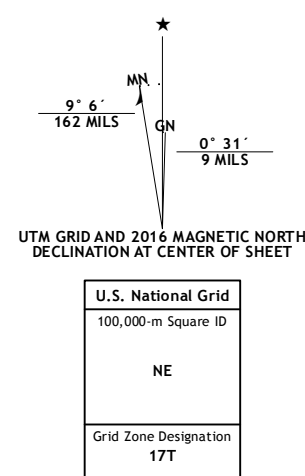 ★
MN
GN
9° 6´
162 MILS
0° 31´
9 MILS
UTM GRID AND 2016 MAGNETIC NORTH
DECLINATION AT CENTER OF SHEET
U.S. National Grid
100,000-m Square ID
NE
Grid Zone Designation
17T